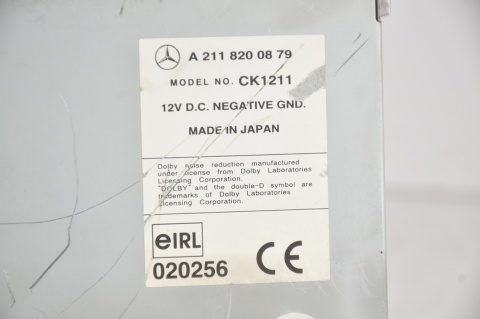 A 211 820 08 79
MODEL NO. CK1211
12V D.C. NEGATIVE GND.
MADE IN JAPAN
Dolby noise reduction manufactured
under license from Dolby Laboratories
Licensing Corporation.
"DOLBY" and the double-D symbol are
trademarks of Dolby Laboratories
Licensing Corporation.
eIRL
020256 CE